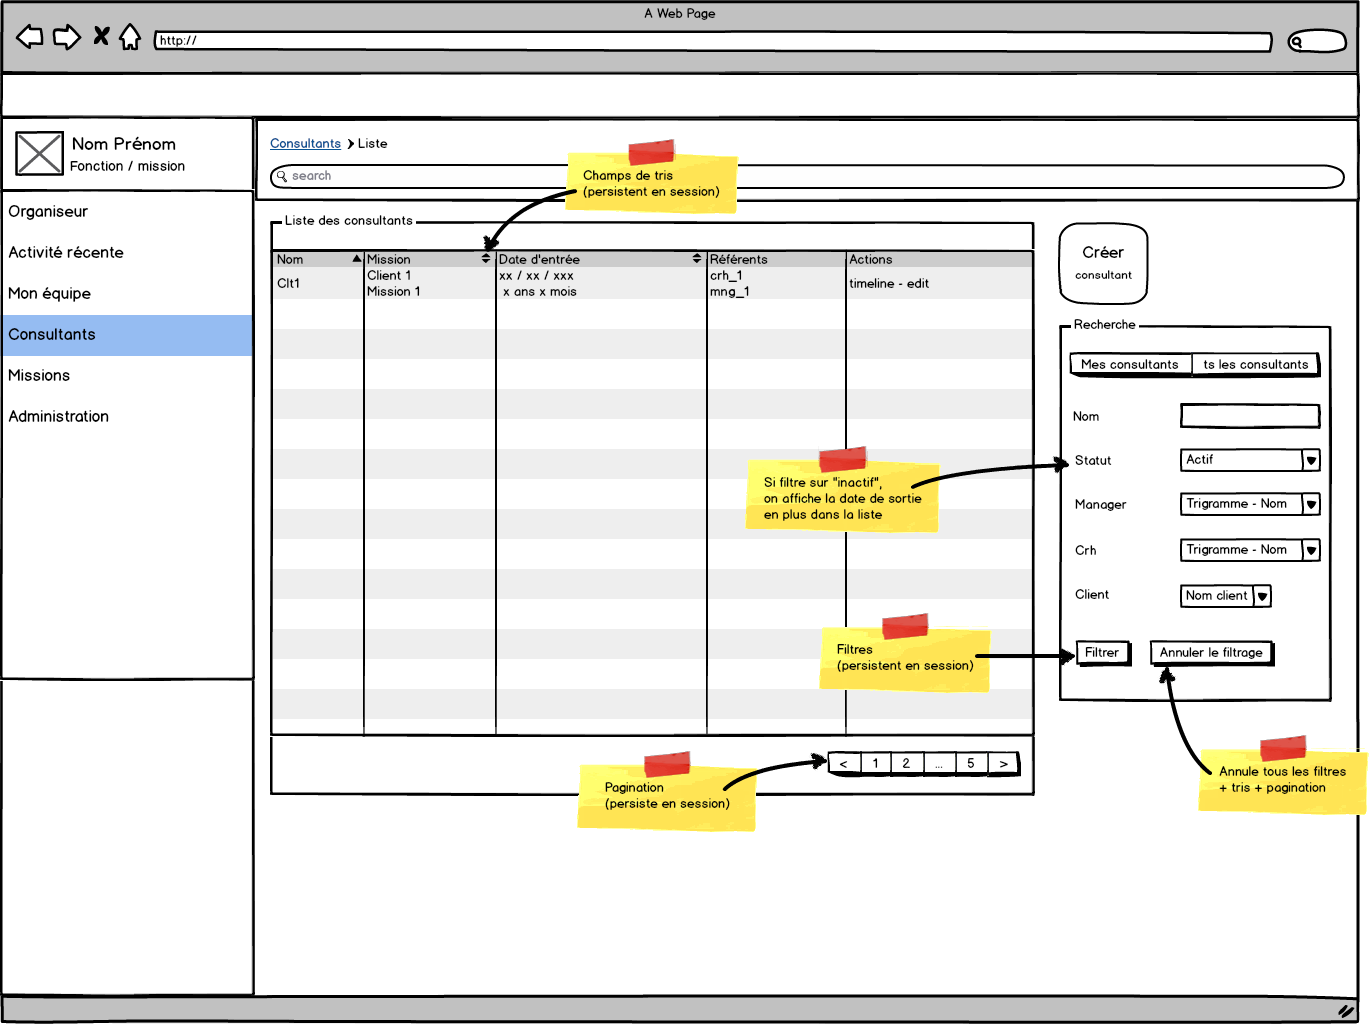 A Web Page
http://
Nom Prénom
Fonction / mission
Organiseur
Activité récente
Mon équipe
Consultants
Missions
Administration
Consultants Liste
search
Champs de tris
(persistent en session)
Liste des consultants
Nom Mission Date d'entrée Référents Actions
Clt1
Client 1
Mission 1
xx / xx / xxx
x ans x mois
crh_1
mng_1
timeline - edit
Créer
consultant
Recherche
Mes consultants ts les consultants
Nom
Statut Actif
Manager Trigramme - Nom
Crh Trigramme - Nom
Client Nom client
Filtrer Annuler le filtrage
Si filtre sur "inactif",
on affiche la date de sortie
en plus dans la liste
Filtres
(persistent en session)
< 1 2 ... 5 >
Pagination
(persiste en session)
Annule tous les filtres
+ tris + pagination